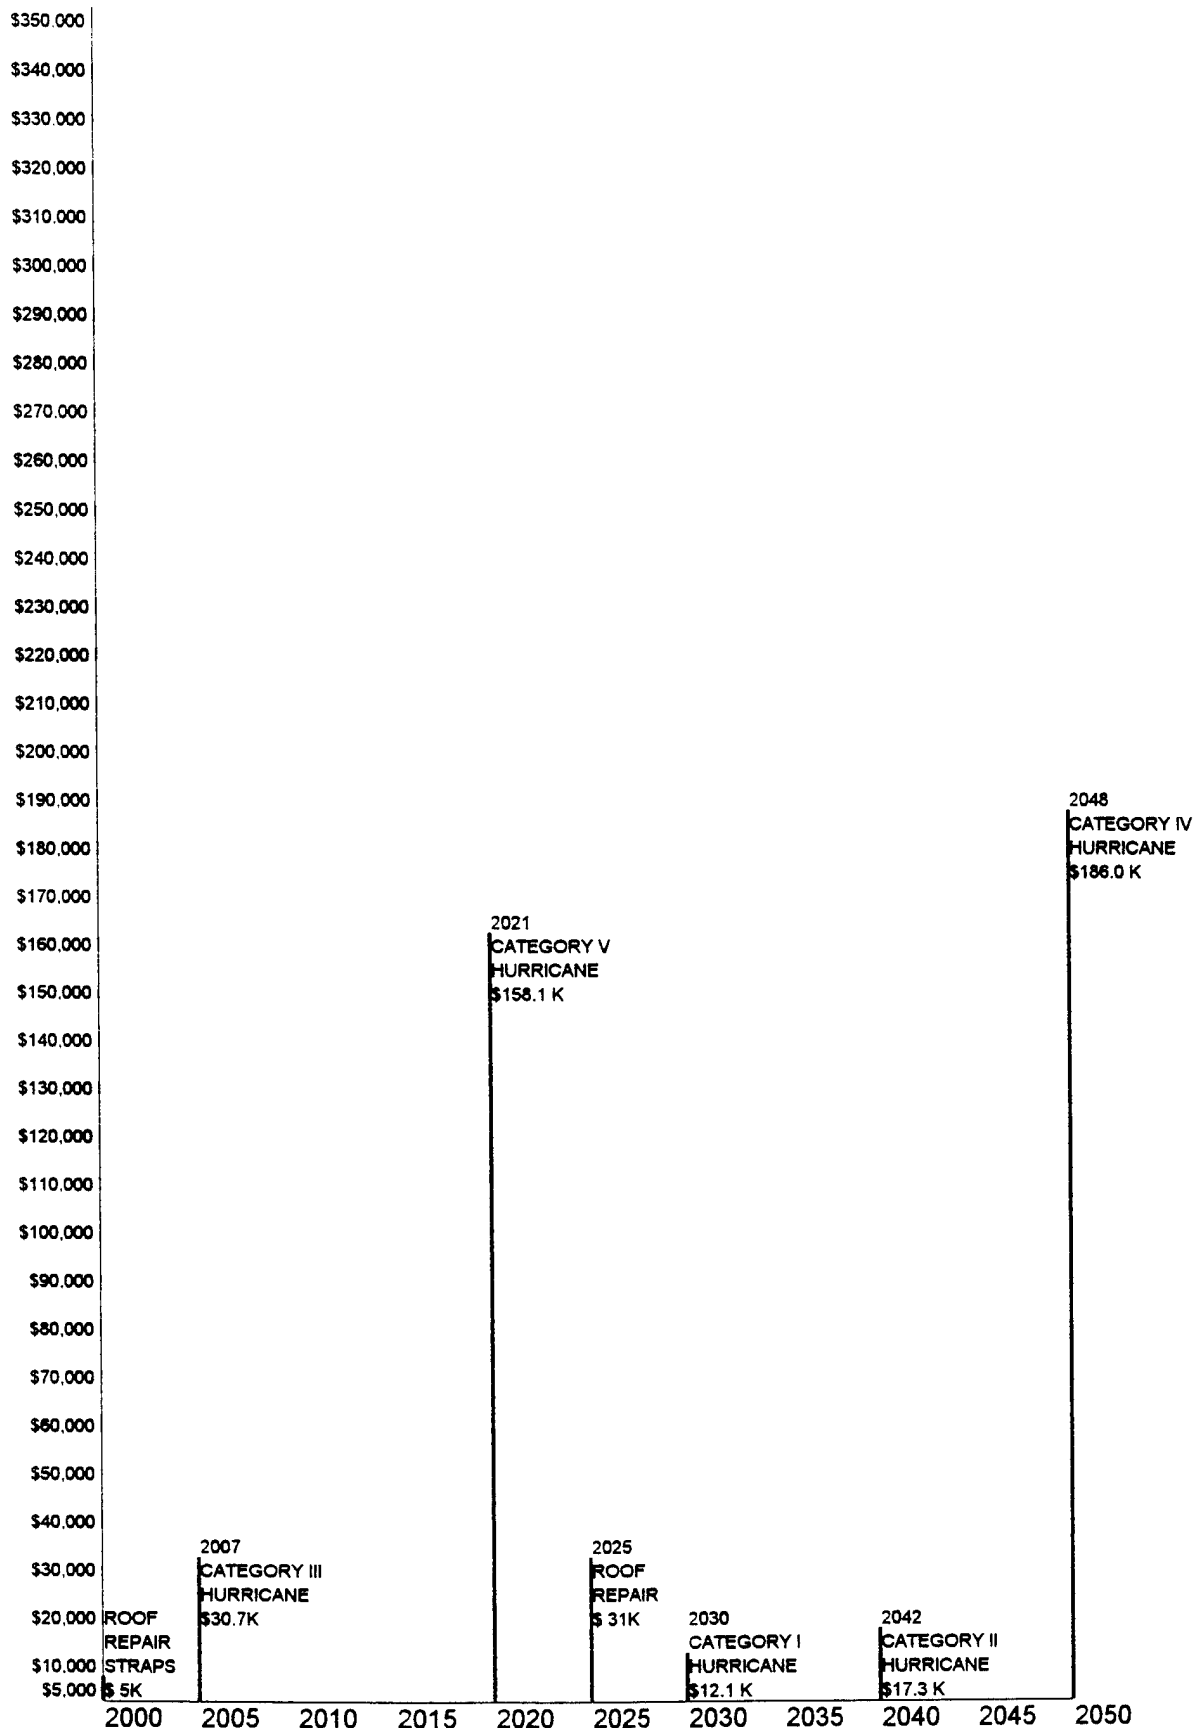 $350.000
$340,000
$330.000
$320.000
$310.000
$300,000
$290,000
$280,000
$270.000
$260,000
$250,000
$240,000
$230,000
$220,000
$210,000
$200,000
$190,000
$180,000
$170,000
$160,000
$150,000
$140,000
$130,000
$120,000
$110,000
$100,000
$90,000
$80,000
$70,000
$60,000
$50,000
$40,000
$30,000
$20,000
$10.000
$5,000
ROOF
REPAIR
STRAPS
$ 5K
2007
CATEGORY III
HURRICANE
$30.7K
2021
CATEGORY V
HURRICANE
$158.1 K
2025
ROOF
REPAIR
$ 31K
2030
CATEGORY I
HURRICANE
$12.1 K
2042
CATEGORY II
HURRICANE
$17.3 K
2048
CATEGORY IV
HURRICANE
$186.0 K
2000 2005 2010 2015 2020 2025 2030 2035 2040 2045 2050